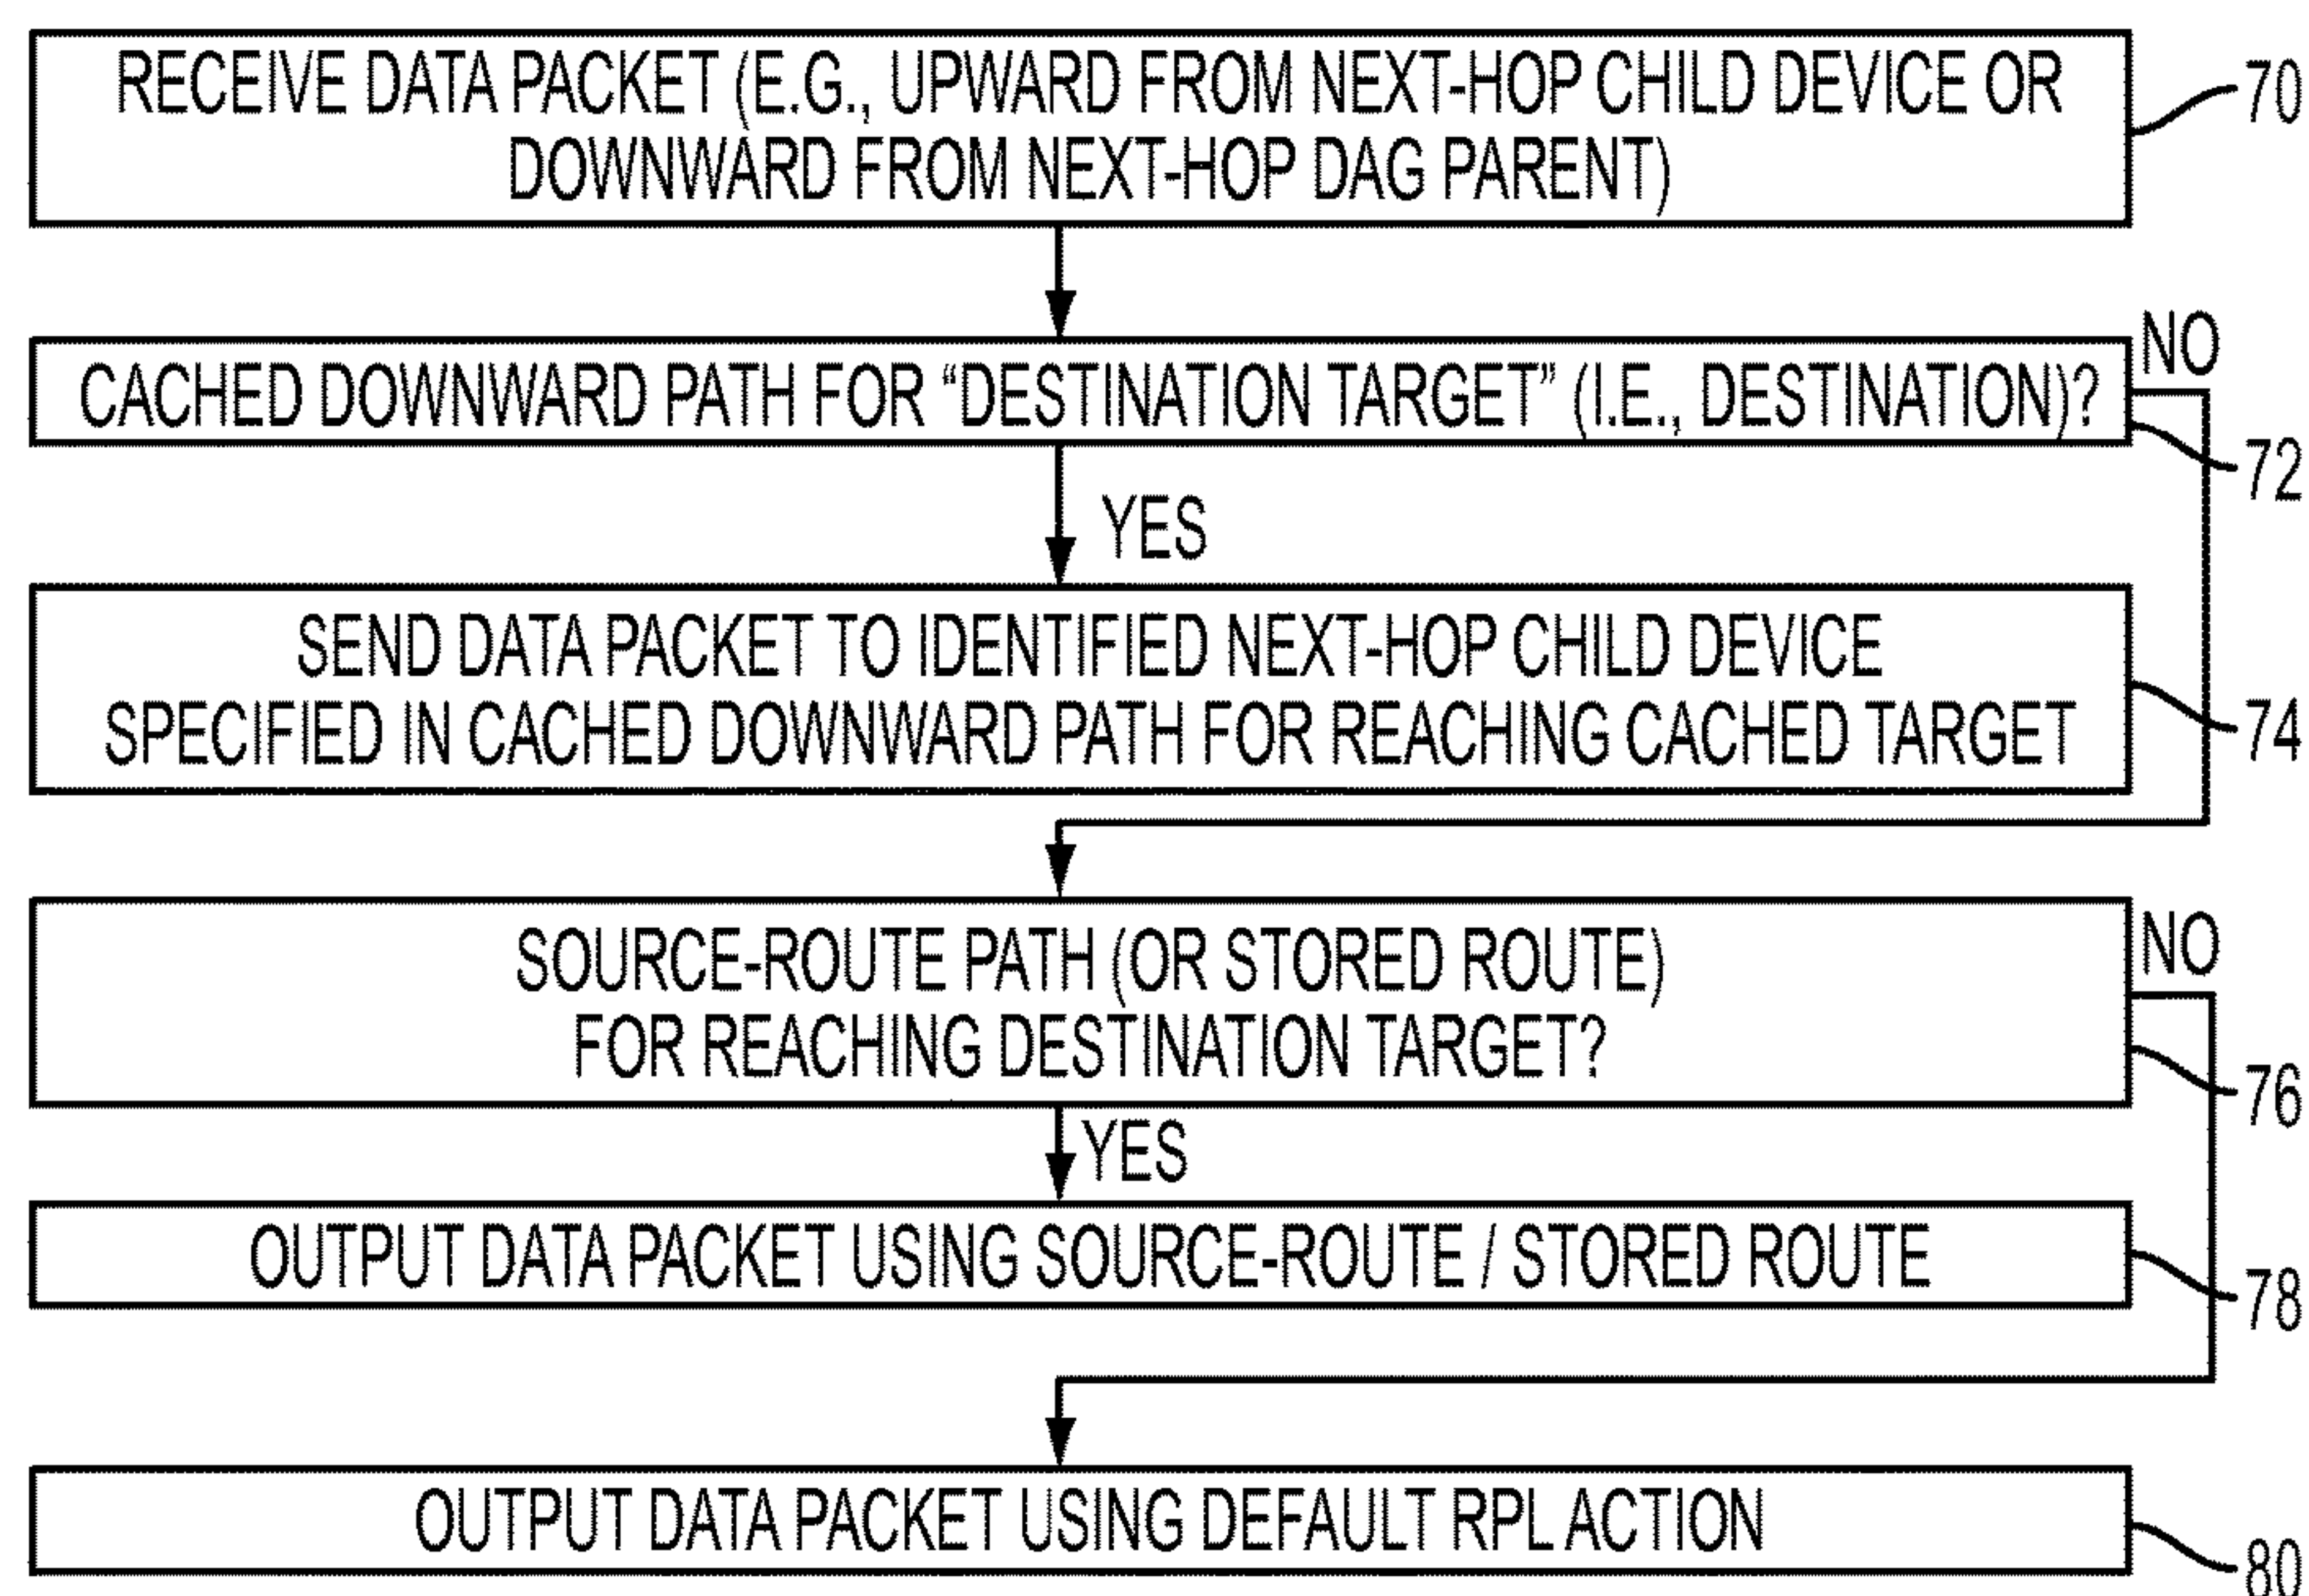 RECEIVE DATA PACKET (E.G., UPWARD FROM NEXT-HOP CHILD DEVICE OR
DOWNWARD FROM NEXT-HOP DAG PARENT)
70
CACHED DOWNWARD PATH FOR “DESTINATION TARGET” (I.E., DESTINATION)?
NO
72
YES
SEND DATA PACKET TO IDENTIFIED NEXT-HOP CHILD DEVICE
SPECIFIED IN CACHED DOWNWARD PATH FOR REACHING CACHED TARGET
74
SOURCE-ROUTE PATH (OR STORED ROUTE)
FOR REACHING DESTINATION TARGET?
NO
76
YES
OUTPUT DATA PACKET USING SOURCE-ROUTE / STORED ROUTE
78
OUTPUT DATA PACKET USING DEFAULT RPL ACTION
80